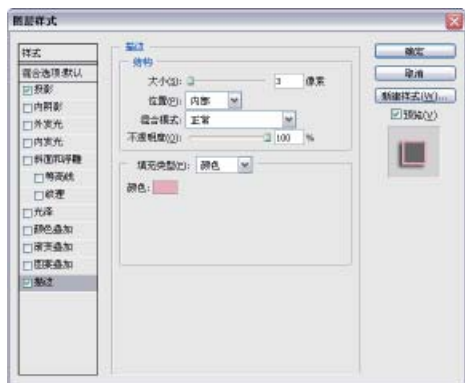 图层样式
样式
混合选项:默认
投影
内阴影
外发光
内发光
斜面和浮雕
等高线
纹理
光泽
颜色叠加
渐变叠加
图案叠加
描边
描边
结构
大小(S): 3 像素
位置(P): 内部
混合模式: 正常
不透明度(O): 100 %
填充类型(F): 颜色
颜色:
确定
取消
新建样式(W)...
预览(V)